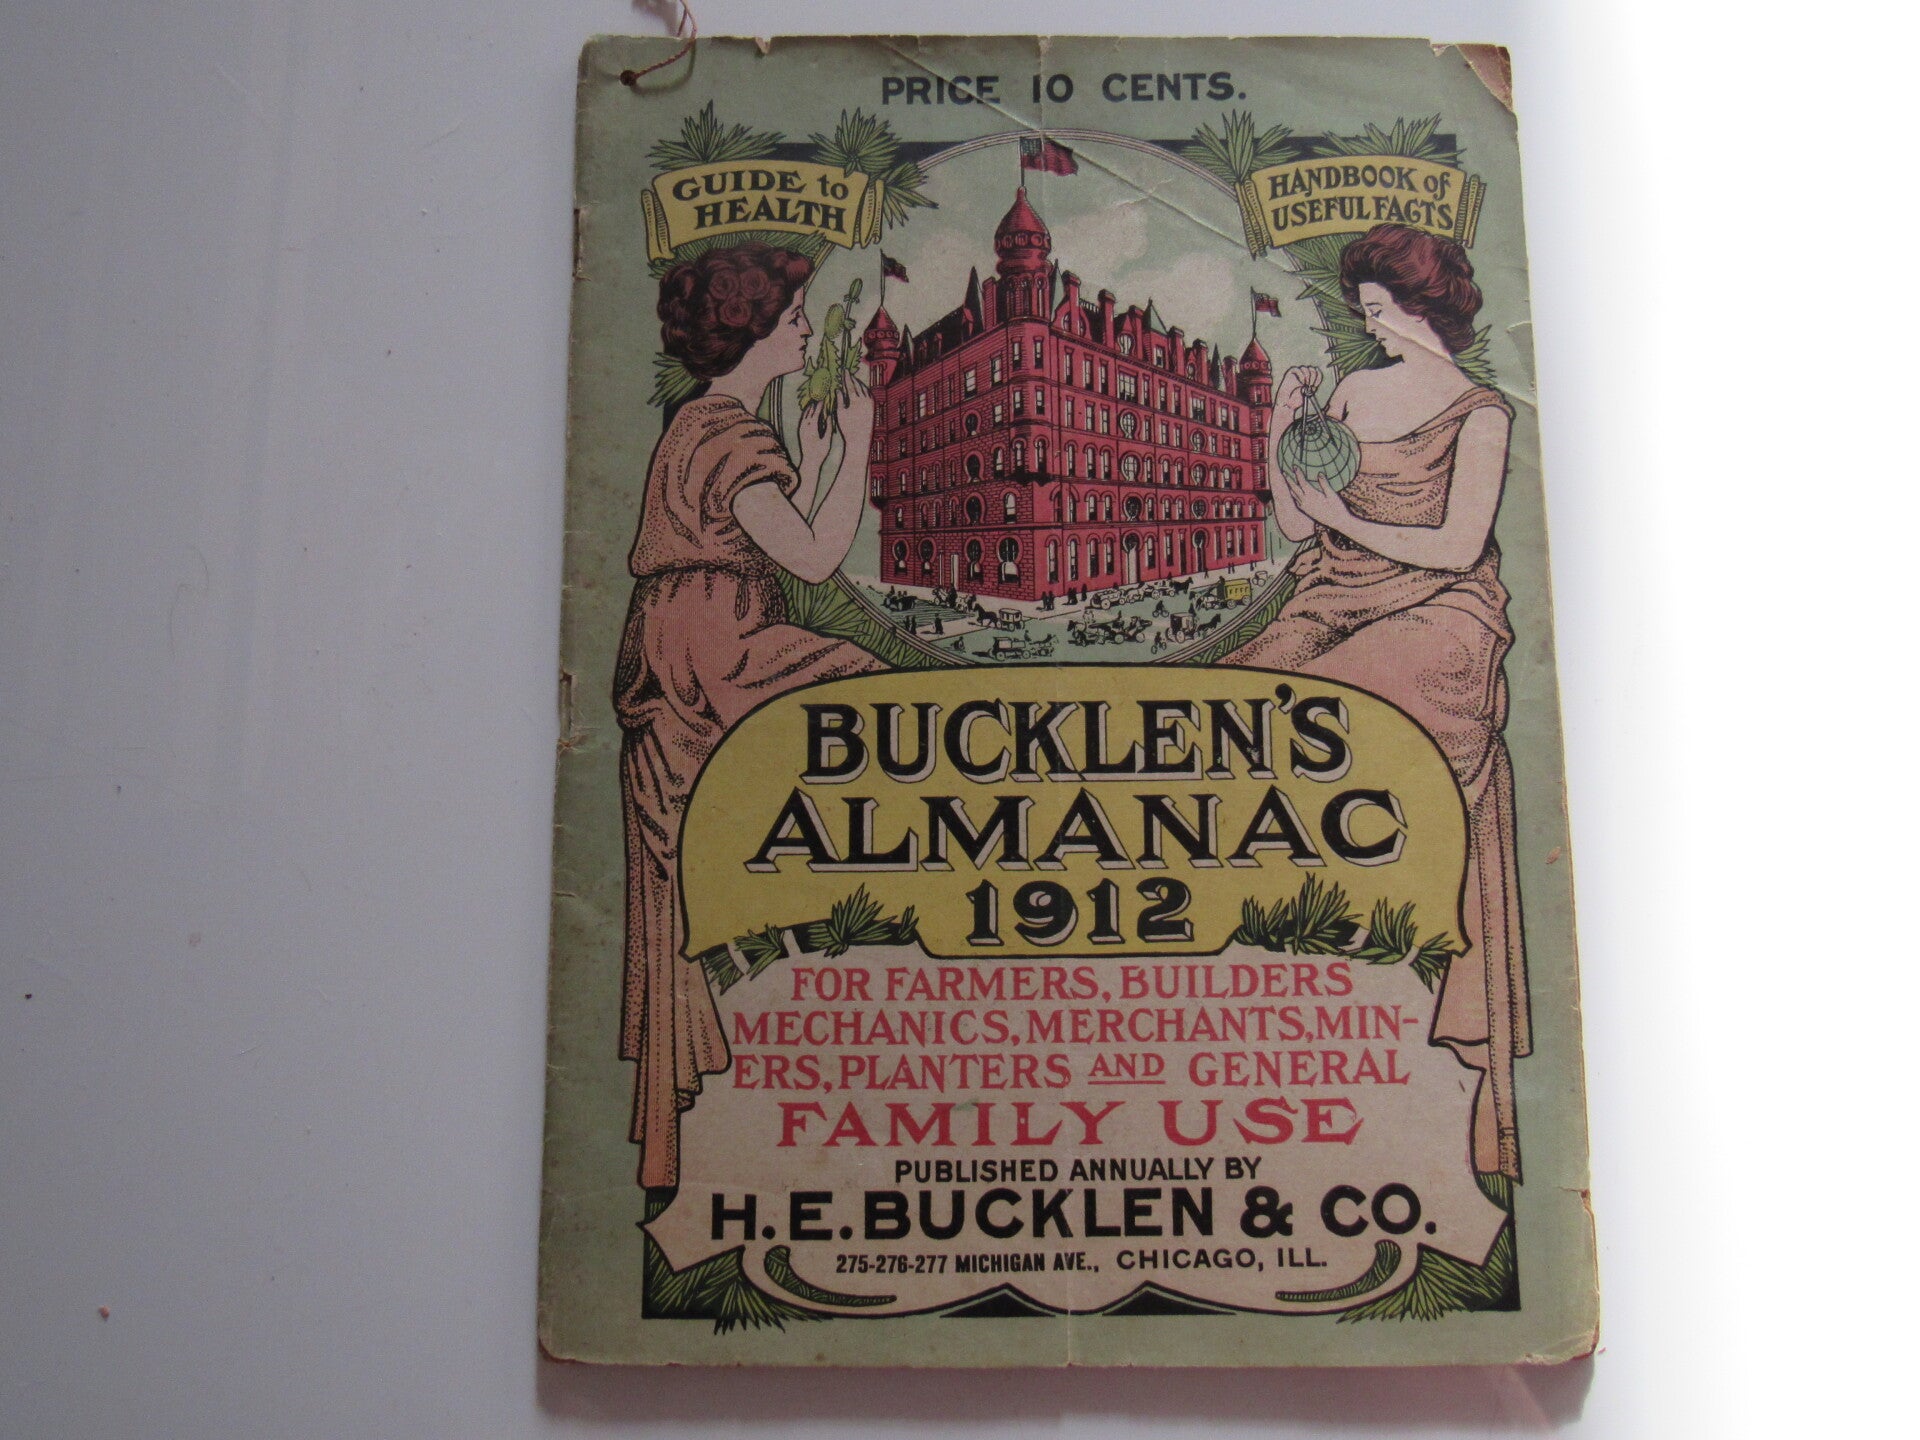 PRICE 10 CENTS.
GUIDE to
HEALTH
HANDBOOK of
USEFUL FACTS
BUCKLEN'S
ALMANAC
1912
FOR FARMERS, BUILDERS
MECHANICS, MERCHANTS, MIN-
ERS, PLANTERS AND GENERAL
FAMILY USE
PUBLISHED ANNUALLY BY
H. E. BUCKLEN & CO.
275-276-277 MICHIGAN AVE., CHICAGO, ILL.